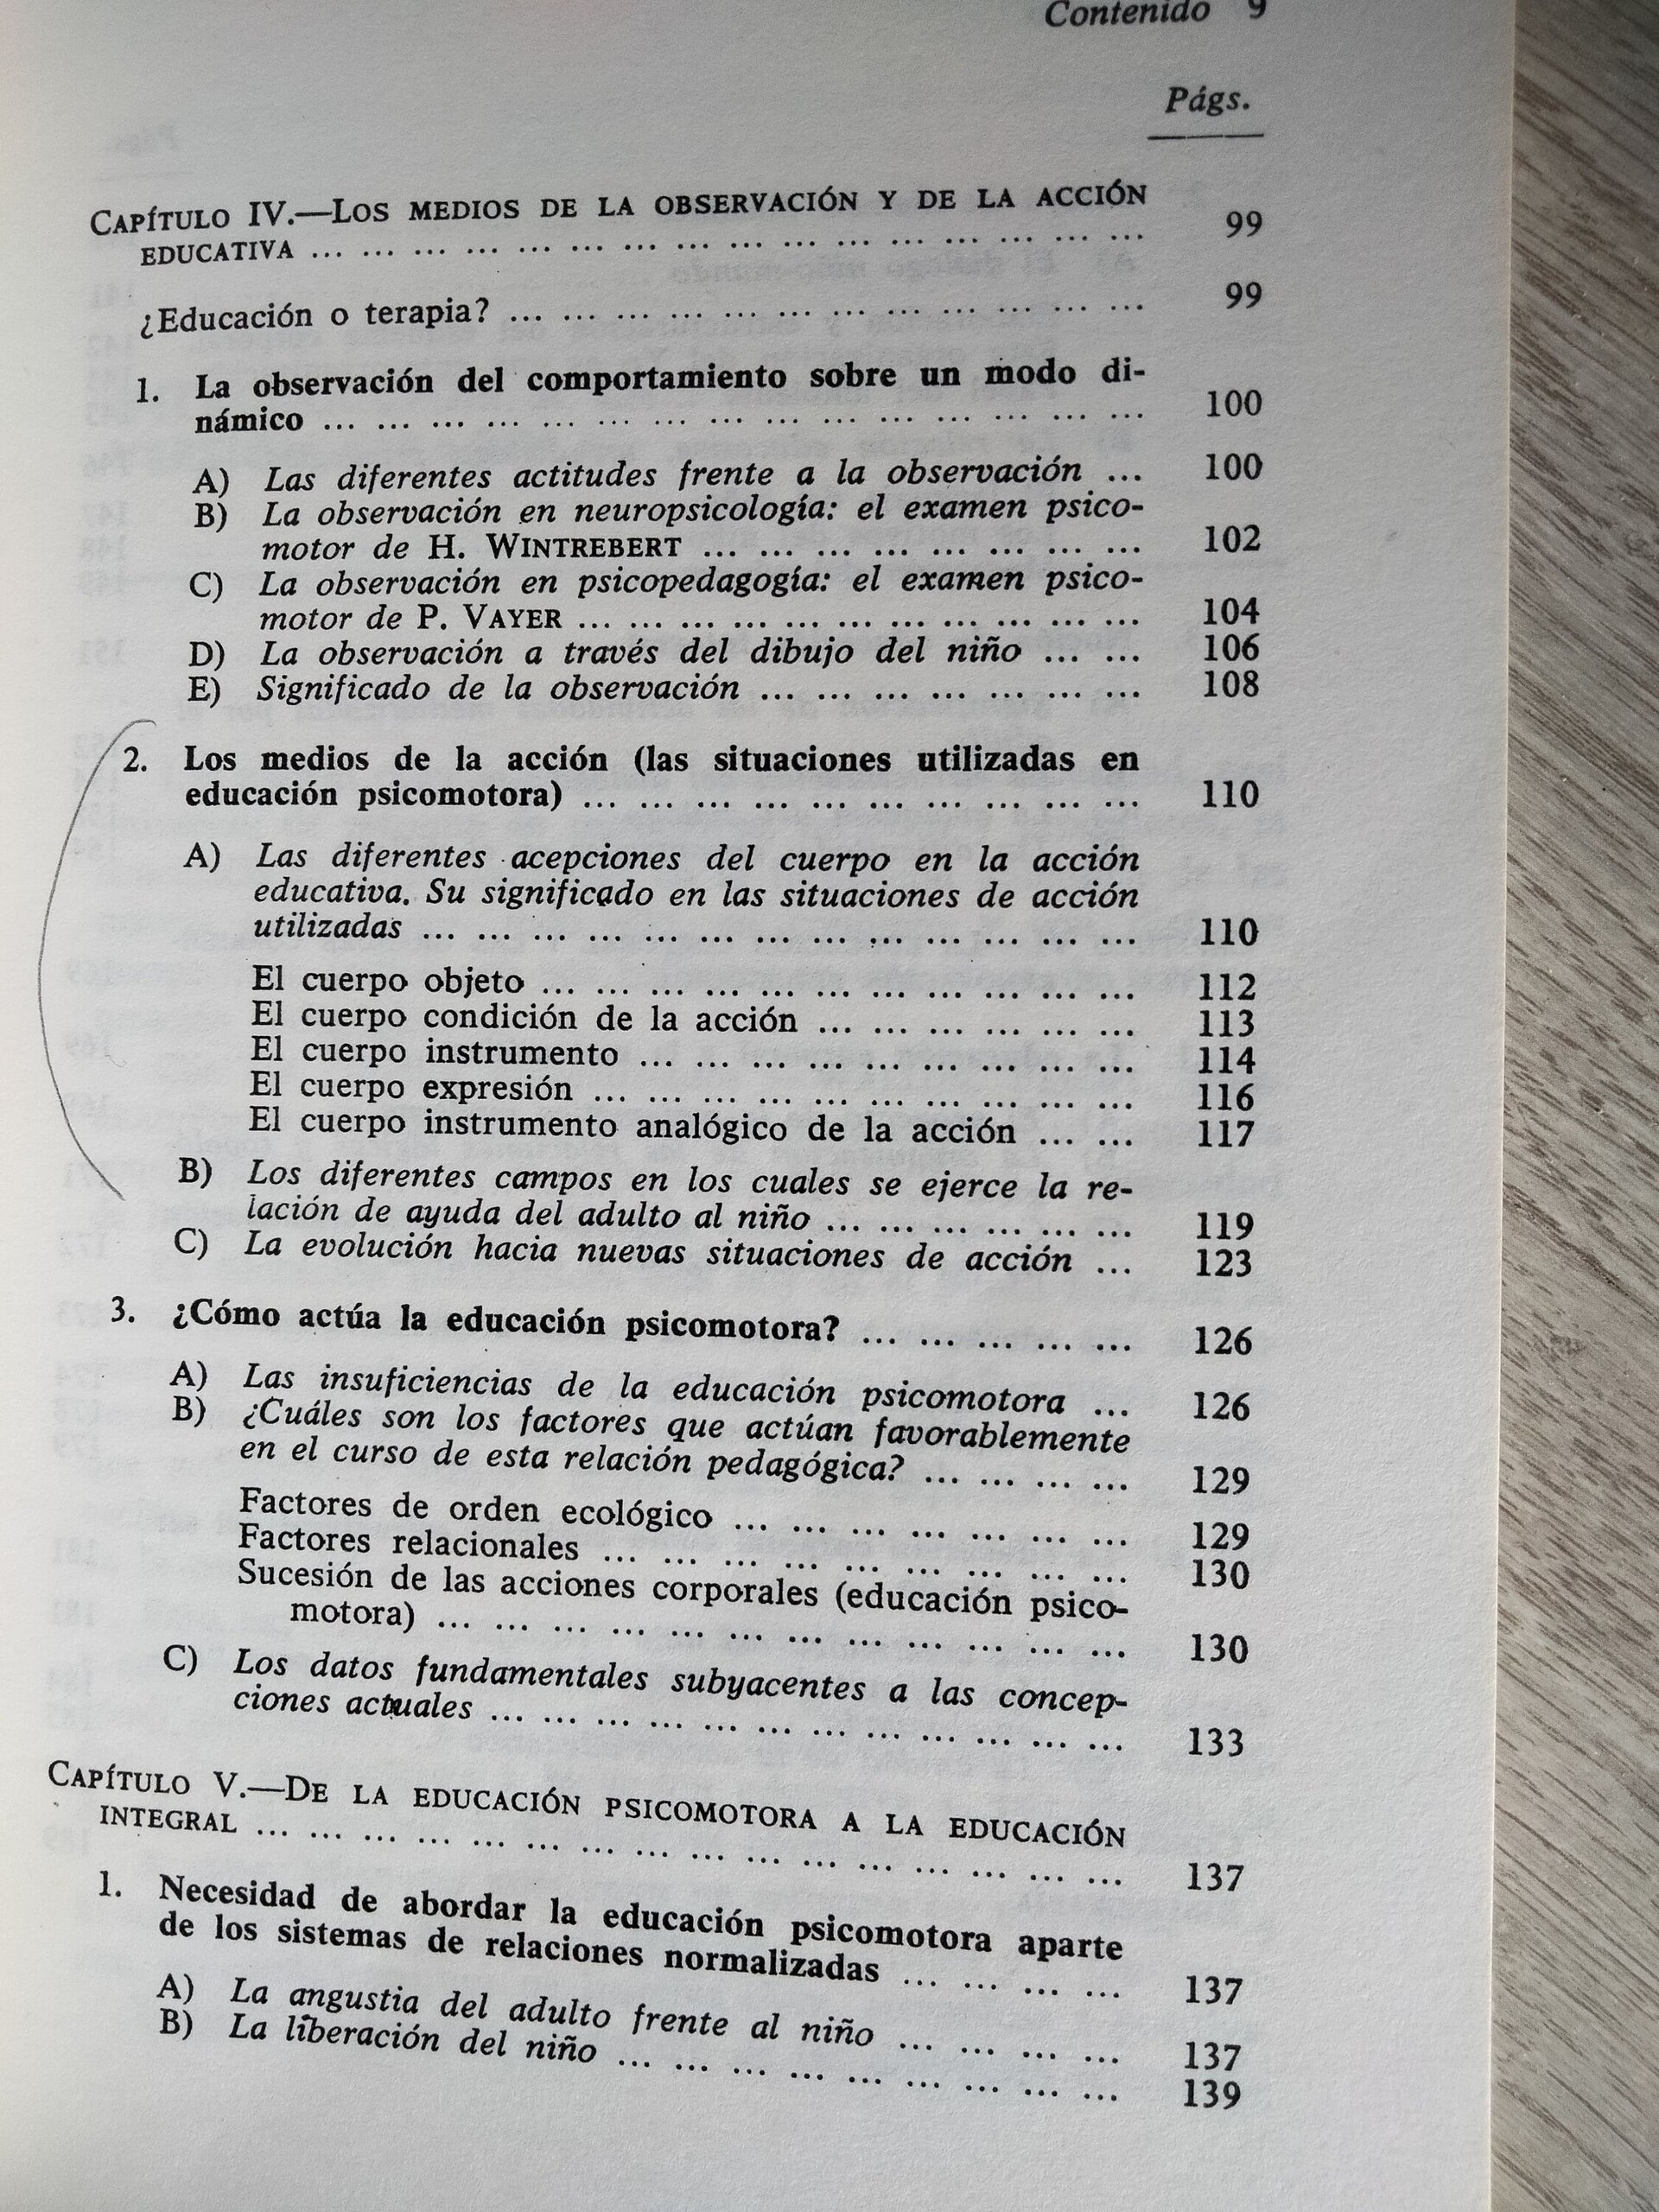 Contenido 9
Págs.
CAPÍTULO IV.—LOS MEDIOS DE LA OBSERVACIÓN Y DE LA ACCIÓN
EDUCATIVA ... ... ... ... ... ... ... ... ... ... ... ... ... ... ... ... 99
¿Educación o terapia? ... ... ... ... ... ... ... ... ... ... ... ... 99
1. La observación del comportamiento sobre un modo di-
námico ... ... ... ... ... ... ... ... ... ... ... ... ... ... ... 100
A) Las diferentes actitudes frente a la observación ... 100
B) La observación en neuropsicología: el examen psico-
motor de H. WINTREBERT ... ... ... ... ... ... ... ... 102
C) La observación en psicopedagogía: el examen psico-
motor de P. VAYER ... ... ... ... ... ... ... ... ... ... ... 104
D) La observación a través del dibujo del niño ... ... 106
E) Significado de la observación ... ... ... ... ... ... ... 108
2. Los medios de la acción (las situaciones utilizadas en
educación psicomotora) ... ... ... ... ... ... ... ... ... ... 110
A) Las diferentes acepciones del cuerpo en la acción
educativa. Su significado en las situaciones de acción
utilizadas ... ... ... ... ... ... ... ... ... ... ... ... ... 110
El cuerpo objeto ... ... ... ... ... ... ... ... ... ... ... 112
El cuerpo condición de la acción ... ... ... ... ... ... 113
El cuerpo instrumento ... ... ... ... ... ... ... ... ... 114
El cuerpo expresión ... ... ... ... ... ... ... ... ... ... 116
El cuerpo instrumento analógico de la acción ... ... 117
B) Los diferentes campos en los cuales se ejerce la re-
lación de ayuda del adulto al niño ... ... ... ... ... ... 119
C) La evolución hacia nuevas situaciones de acción ... 123
3. ¿Cómo actúa la educación psicomotora? ... ... ... ... ... 126
A) Las insuficiencias de la educación psicomotora ... 126
B) ¿Cuáles son los factores que actúan favorablemente
en el curso de esta relación pedagógica? ... ... ... ... 129
Factores de orden ecológico ... ... ... ... ... ... ... 129
Factores relacionales ... ... ... ... ... ... ... ... ... 130
Sucesión de las acciones corporales (educación psico-
motora) ... ... ... ... ... ... ... ... ... ... ... ... 130
C) Los datos fundamentales subyacentes a las concep-
ciones actuales ... ... ... ... ... ... ... ... ... ... ... ... 133
CAPÍTULO V.—DE LA EDUCACIÓN PSICOMOTORA A LA EDUCACIÓN
INTEGRAL ... ... ... ... ... ... ... ... ... ... ... ... ... ... ... ... 137
1. Necesidad de abordar la educación psicomotora aparte
de los sistemas de relaciones normalizadas ... ... ... ... 137
A) La angustia del adulto frente al niño ... ... ... ... 137
B) La liberación del niño ... ... ... ... ... ... ... ... ... 139